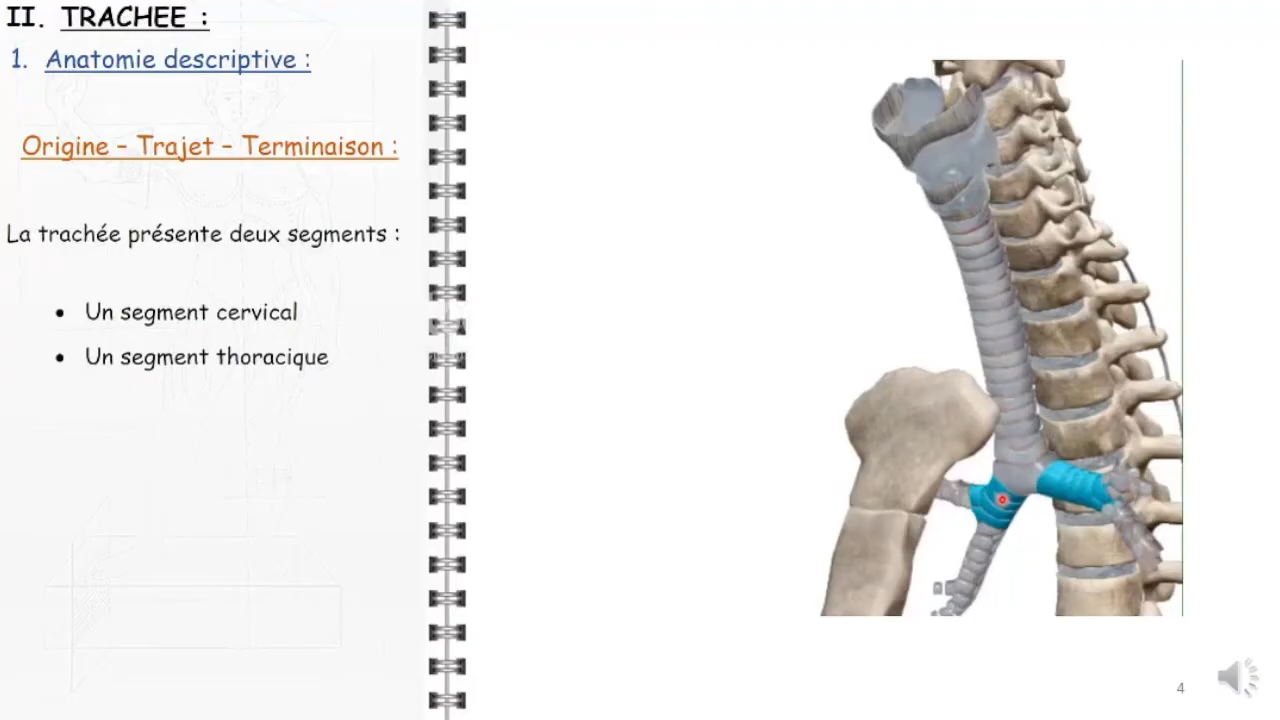 II. TRACHEE :
1. Anatomie descriptive :
Origine – Trajet – Terminaison :
La trachée présente deux segments :
• Un segment cervical
• Un segment thoracique
4